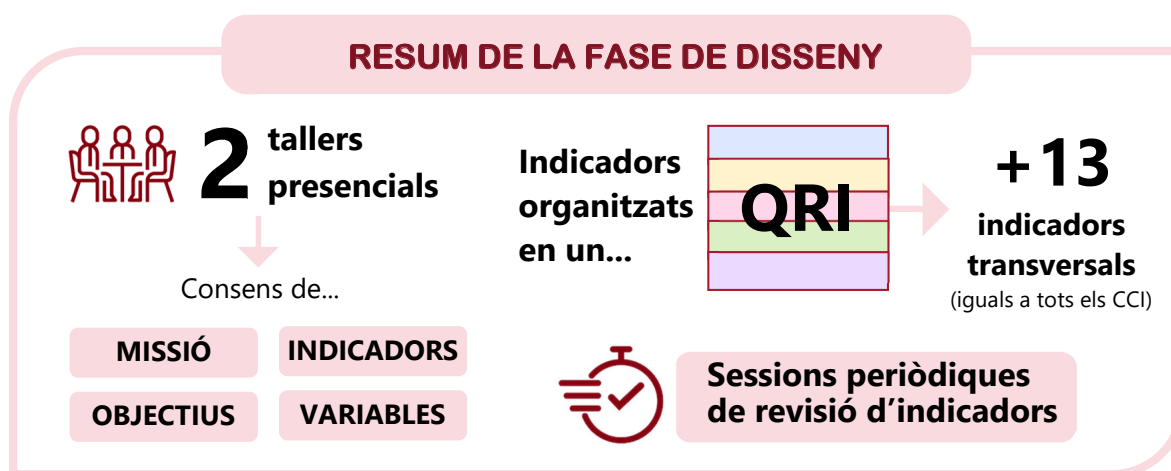 RESUM DE LA FASE DE DISSENY
2
tallers
presencials
Consens de...
MISSIÓ
INDICADORS
OBJECTIUS
VARIABLES
Indicadors
organitzats
en un...
QRI
+13
indicadors
transversals
(iguals a tots els CCI)
Sessions periòdiques
de revisió d'indicadors